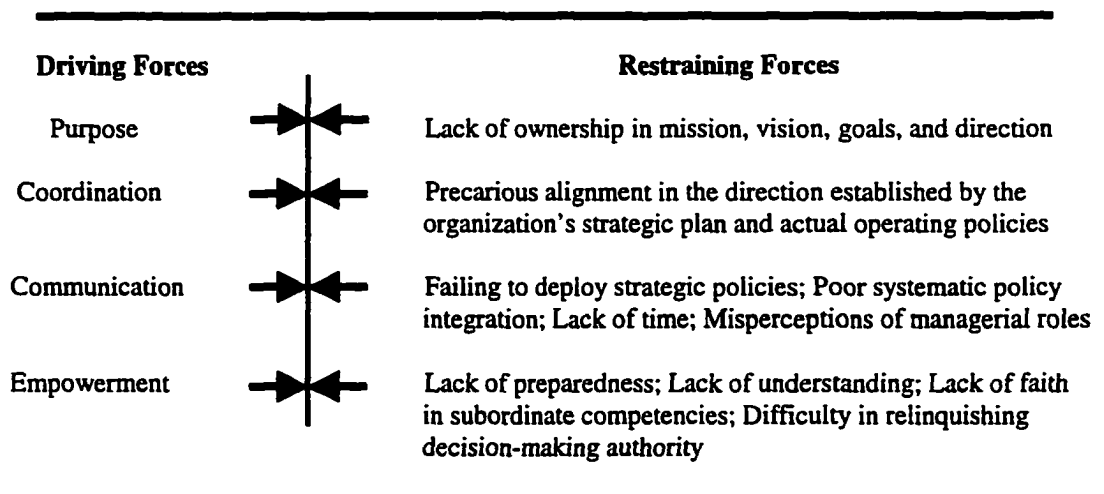 Driving Forces Restraining Forces
Purpose Lack of ownership in mission, vision, goals, and direction
Coordination Precarious alignment in the direction established by the
organization's strategic plan and actual operating policies
Communication Failing to deploy strategic policies; Poor systematic policy
integration; Lack of time; Misperceptions of managerial roles
Empowerment Lack of preparedness; Lack of understanding; Lack of faith
in subordinate competencies; Difficulty in relinquishing
decision-making authority